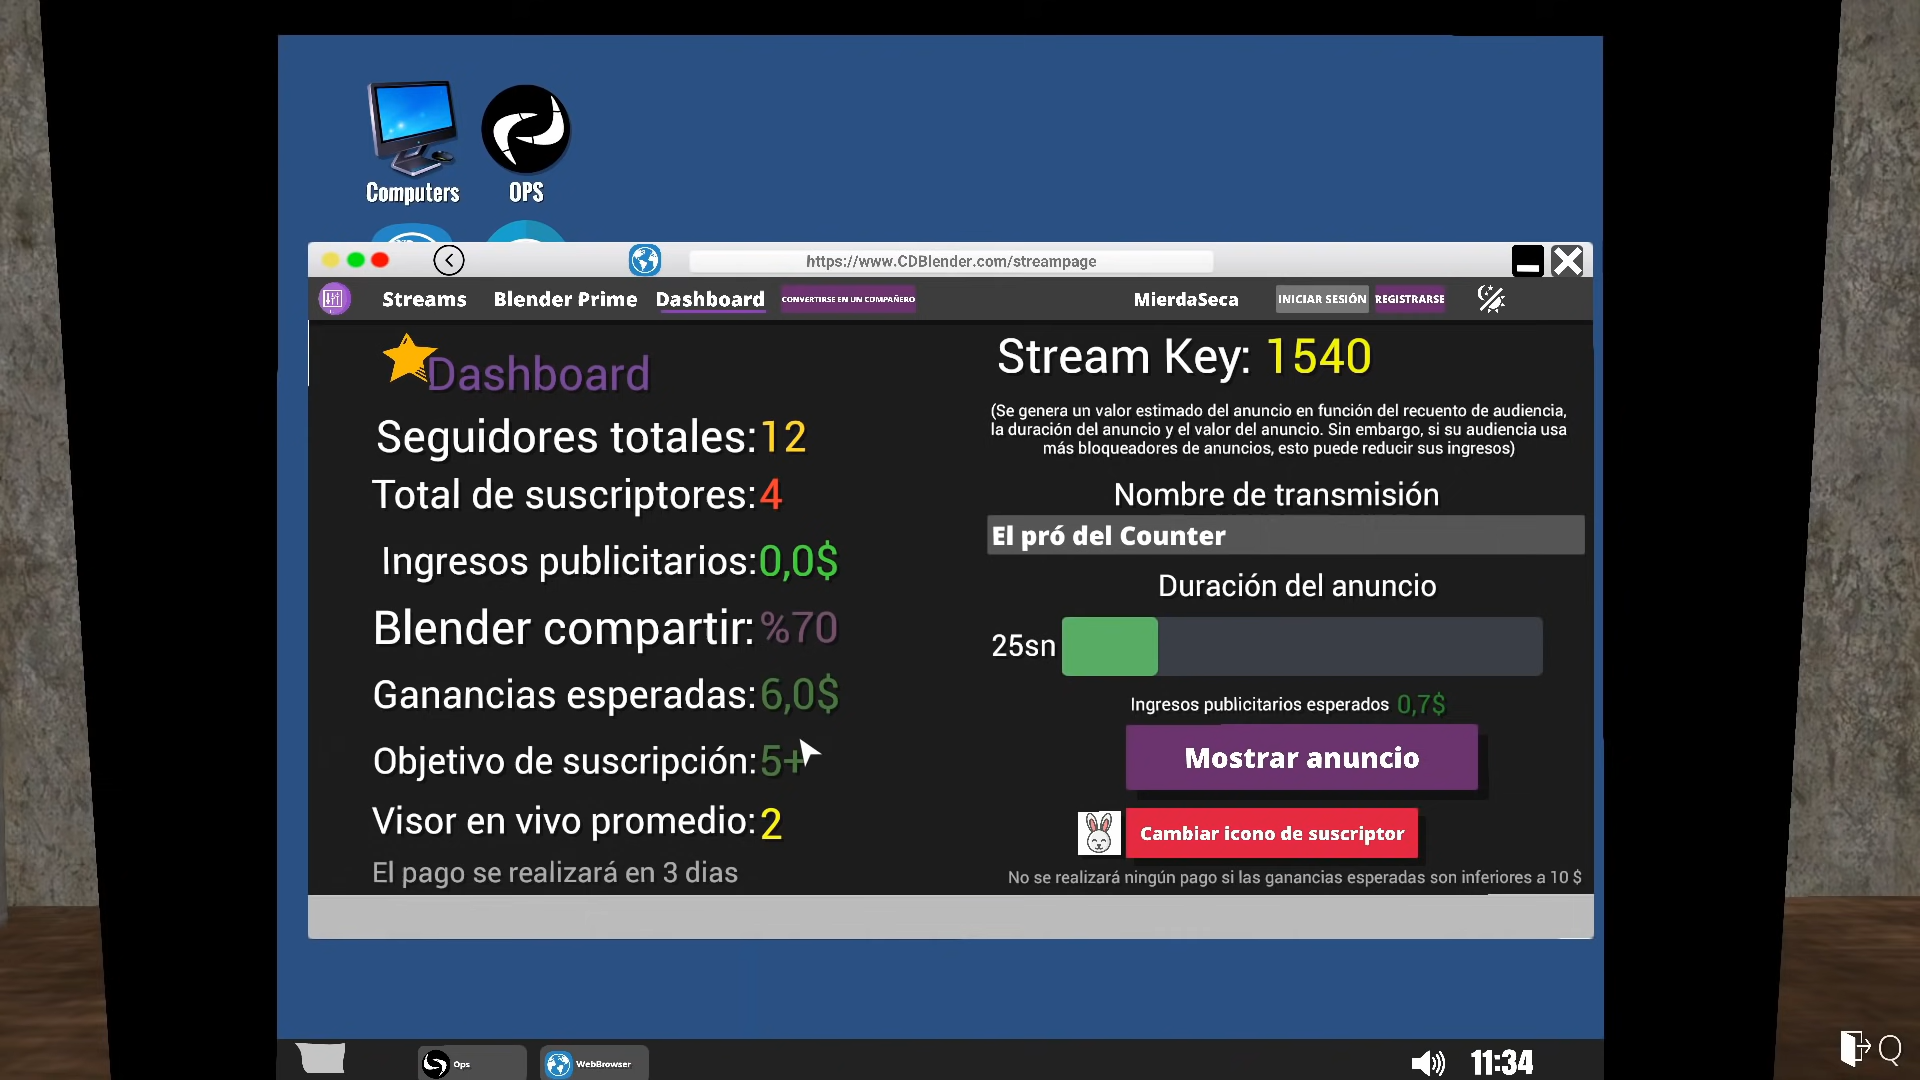 Computers
OPS
https://www.CDBlender.com/streampage
Streams
Blender Prime
Dashboard
CONVERTIRSE EN UN COMPAÑERO
MierdaSeca
INICIAR SESIÓN
REGISTRARSE
Dashboard
Seguidores totales:12
Total de suscriptores:4
Ingresos publicitarios:0,0$
Blender compartir:%70
Ganancias esperadas:6,0$
Objetivo de suscripción:5+
Visor en vivo promedio:2
El pago se realizará en 3 dias
Stream Key: 1540
(Se genera un valor estimado del anuncio en función del recuento de audiencia,
la duración del anuncio y el valor del anuncio. Sin embargo, si su audiencia usa
más bloqueadores de anuncios, esto puede reducir sus ingresos)
Nombre de transmisión
El pró del Counter
Duración del anuncio
25sn
Ingresos publicitarios esperados 0,7$
Mostrar anuncio
Cambiar icono de suscriptor
No se realizará ningún pago si las ganancias esperadas son inferiores a 10 $
Ops
WebBrowser
11:34
Q